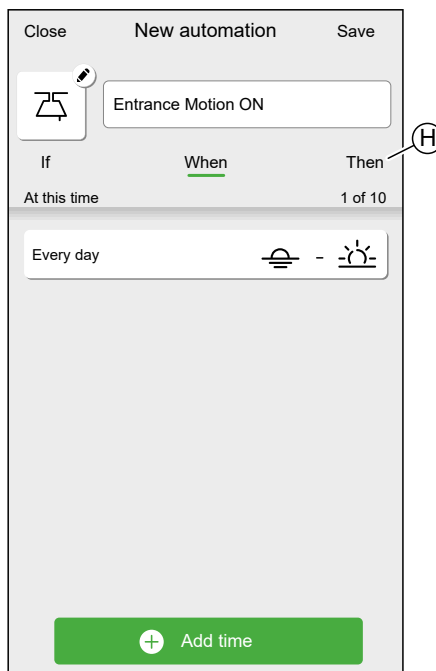 Close New automation Save
Entrance Motion ON
If When Then
H
At this time 1 of 10
Every day -
Add time